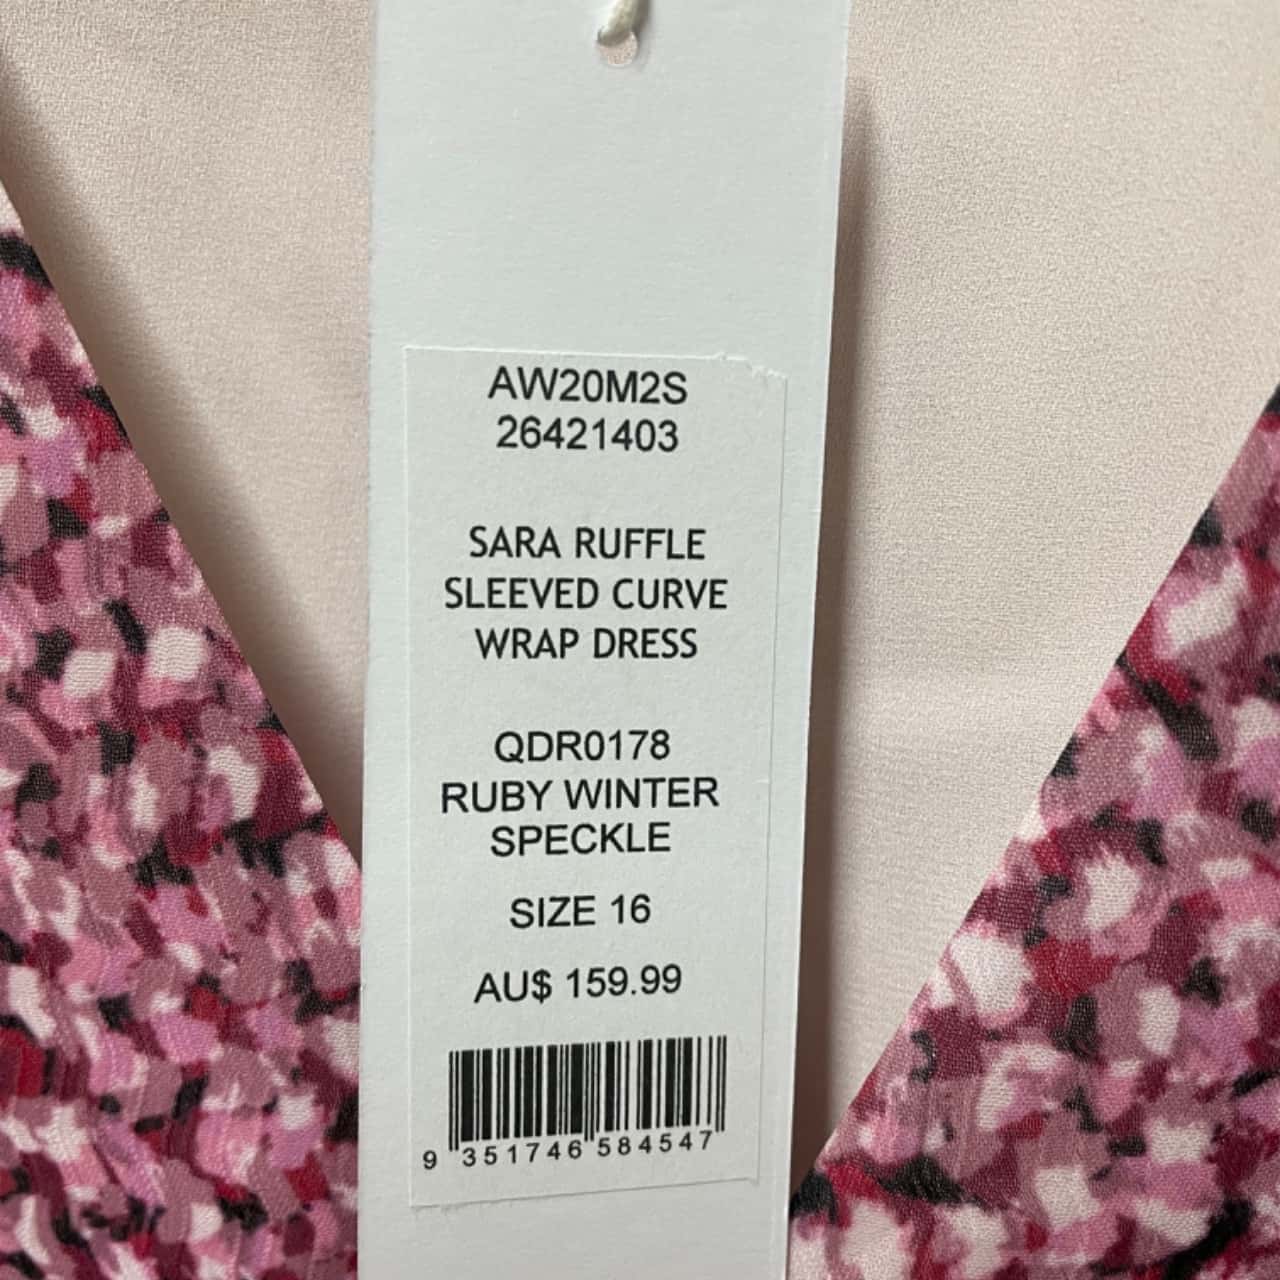 AW20M2S
26421403
SARA RUFFLE
SLEEVED CURVE
WRAP DRESS
QDR0178
RUBY WINTER
SPECKLE
SIZE 16
AU$ 159.99
9 351746 584547